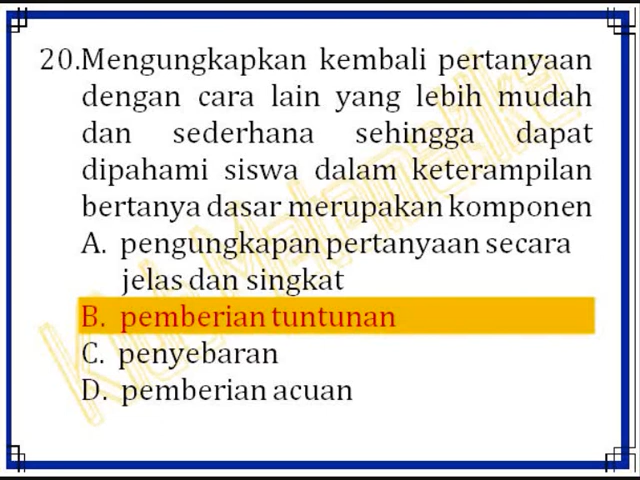 20.Mengungkapkan kembali pertanyaan
dengan cara lain yang lebih mudah
dan sederhana sehingga dapat
dipahami siswa dalam keterampilan
bertanya dasar merupakan komponen
A. pengungkapan pertanyaan secara
jelas dan singkat
B. pemberian tuntunan
C. penyebaran
D. pemberian acuan